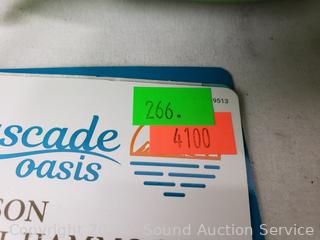 266.
9513
4100
scade
oasis
SON
Sound Auction Service